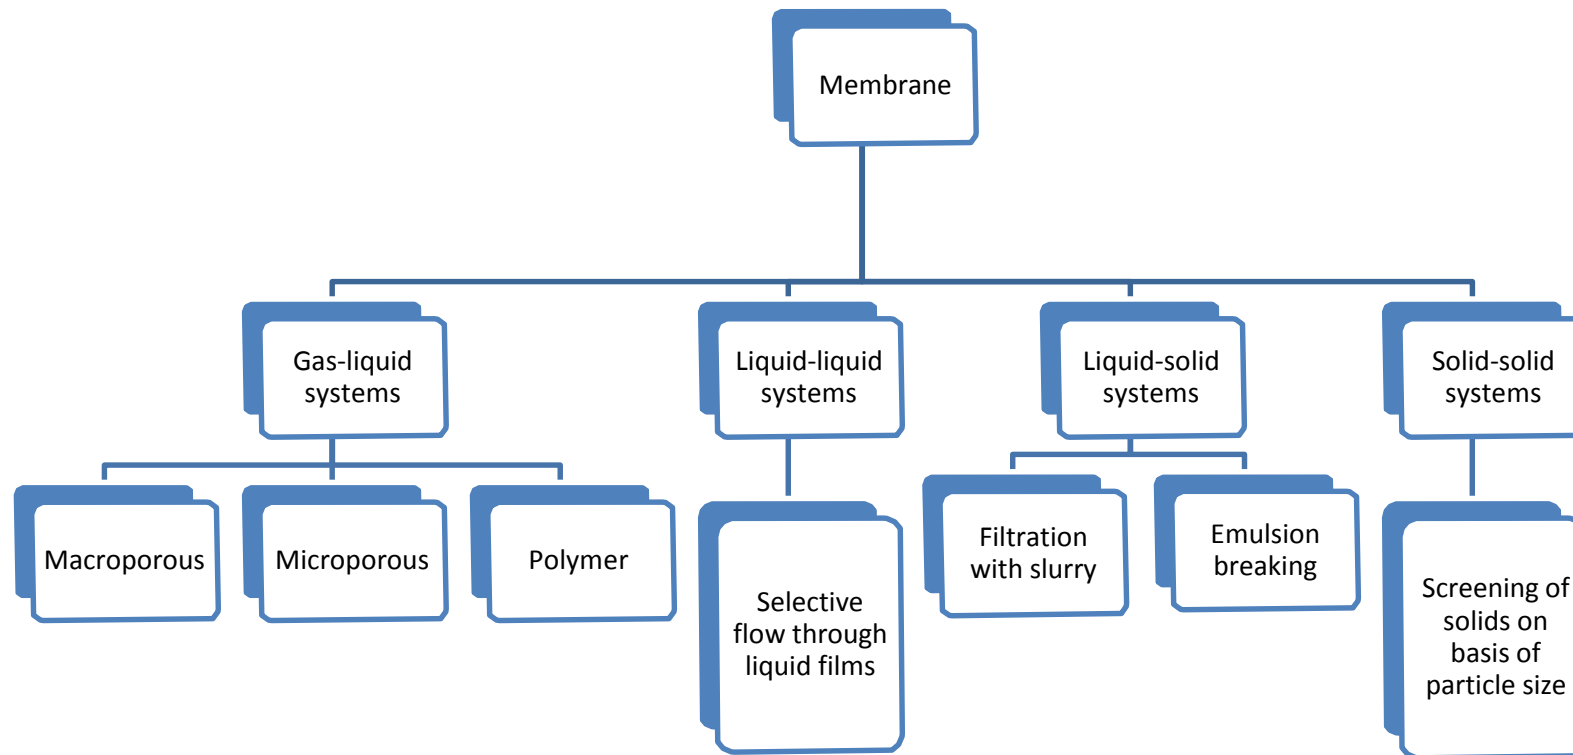 Membrane
Gas-liquid
systems
Liquid-liquid
systems
Liquid-solid
systems
Solid-solid
systems
Macroporous
Microporous
Polymer
Selective
flow through
liquid films
Filtration
with slurry
Emulsion
breaking
Screening of
solids on
basis of
particle size